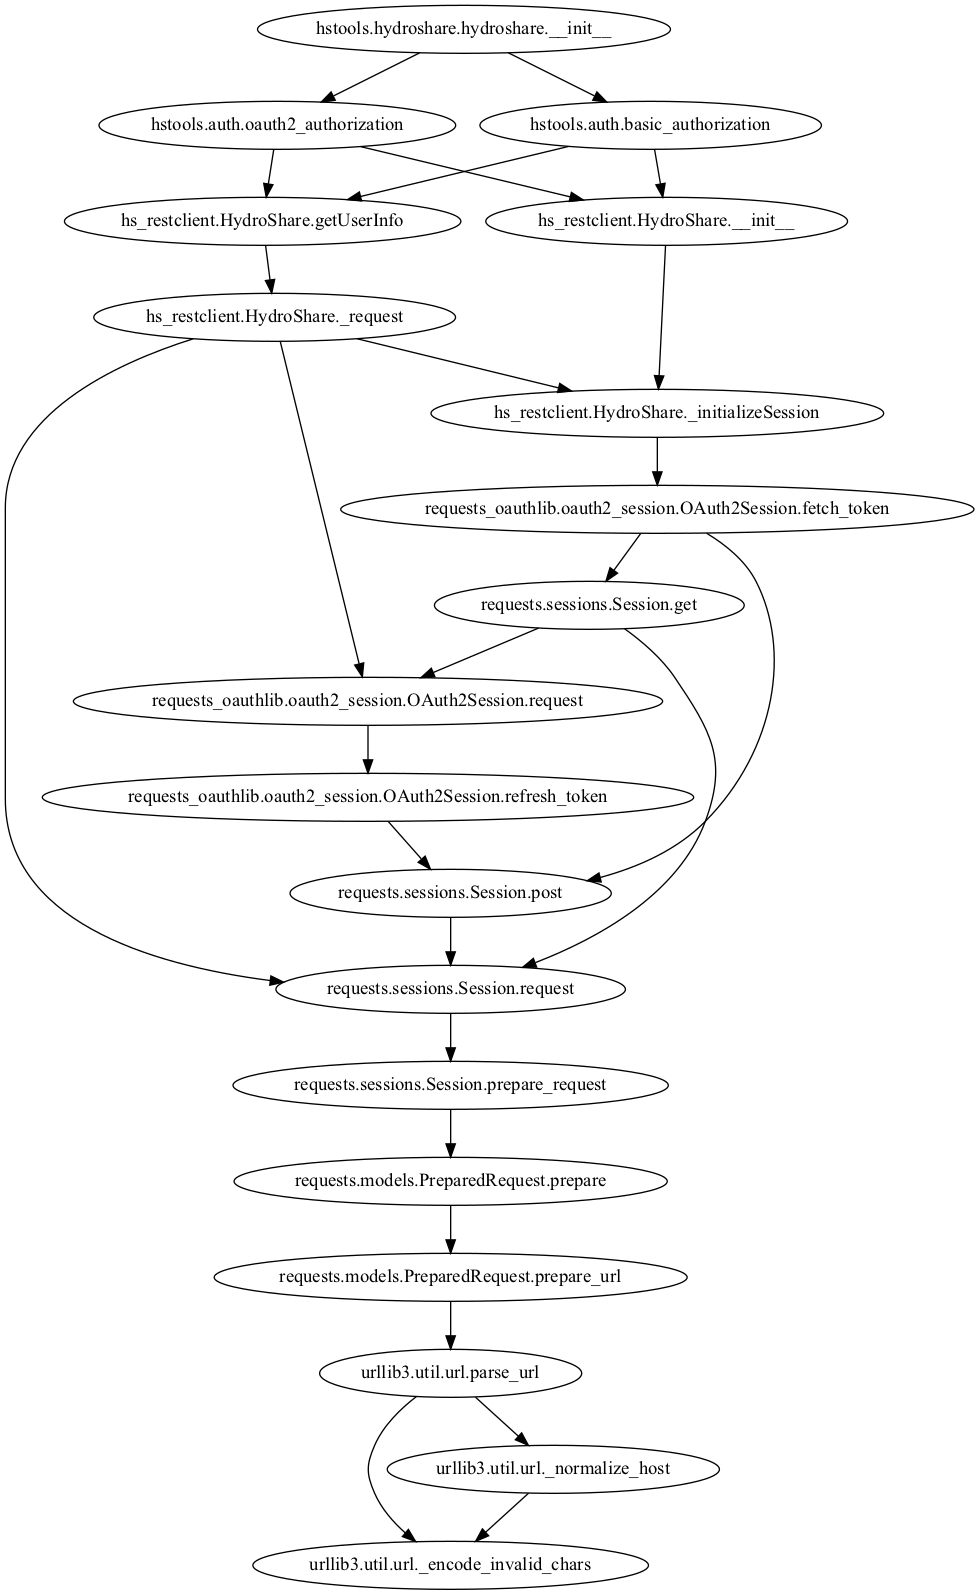 hstools.hydroshare.hydroshare.__init__
hstools.auth.oauth2_authorization
hstools.auth.basic_authorization
hs_restclient.HydroShare.getUserInfo
hs_restclient.HydroShare.__init__
hs_restclient.HydroShare._request
hs_restclient.HydroShare._initializeSession
requests_oauthlib.oauth2_session.OAuth2Session.fetch_token
requests.sessions.Session.get
requests_oauthlib.oauth2_session.OAuth2Session.request
requests_oauthlib.oauth2_session.OAuth2Session.refresh_token
requests.sessions.Session.post
requests.sessions.Session.request
requests.sessions.Session.prepare_request
requests.models.PreparedRequest.prepare
requests.models.PreparedRequest.prepare_url
urllib3.util.url.parse_url
urllib3.util.url._normalize_host
urllib3.util.url._encode_invalid_chars